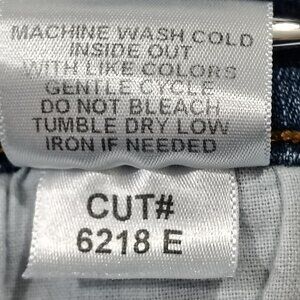 MACHINE WASH COLD
INSIDE OUT
WITH LIKE COLORS
GENTLE CYCLE
DO NOT BLEACH
TUMBLE DRY LOW
IRON IF NEEDED
CUT#
6218 E